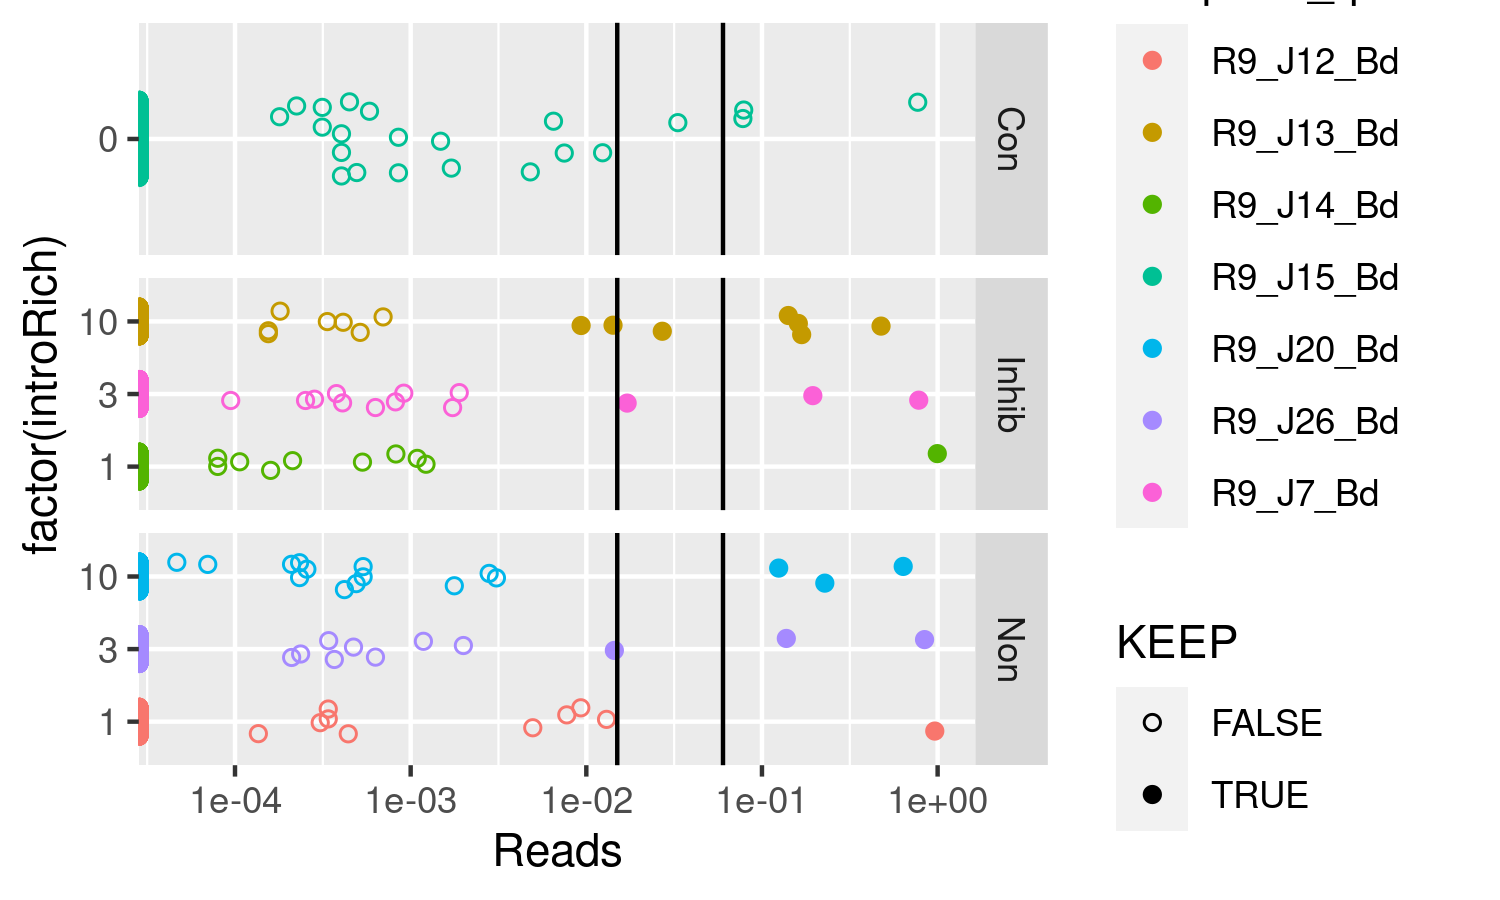 0
Con
10
3
1
Inhib
10
3
1
Non
factor(introRich)
1e-04 1e-03 1e-02 1e-01 1e+00
Reads
R9_J12_Bd
R9_J13_Bd
R9_J14_Bd
R9_J15_Bd
R9_J20_Bd
R9_J26_Bd
R9_J7_Bd
KEEP
FALSE
TRUE